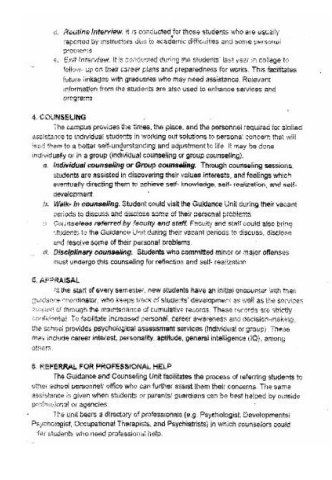 d. Routine Interview. It is conducted for those students who are usually
reported by instructors due to academic difficulties and some personal
problems
e. Exit Interview. It is conducted during the students' last year in college to
follow-up on their career plans and preparedness for works. This facilitates
future linkages with graduates who may need assistance. Relevant
information from the students are also used to enhance services and
programs
4. COUNSELING
The campus provides the times, the place, and the personnel required for skilled
assistance to individual students in working out solutions to personal concern that will
lead them to a better self-understanding and adjustment to life. It may be done
individually or in a group (individual counseling or group counseling).
a. Individual counseling or Group counseling. Through counseling sessions,
students are assisted in discovering their values interests, and feelings which
eventually directing them to achieve self- knowledge, self- realization, and self-
development.
b. Walk- In counseling. Student could visit the Guidance Unit during their vacant
periods to discuss and disclose some of their personal problems
c. Counselees referred by faculty and staff. Faculty and staff could also bring
students to the Guidance Unit during their vacant periods to discuss, disclose
and resolve some of their personal problems.
d. Disciplinary counseling. Students who committed minor or major offenses
must undergo this counseling for reflection and self- realization
5. APPRAISAL
At the start of every semester, new students have an initial encounter with their
guidance coordinator, who keeps track of students' development as well as the services
through the maintenance of cumulative records. These records are strictly
confidential. To facilitate increased personal, career awareness and decision-making,
the school provides psychological assessment services (individual or group). These
may include career interest, personality, aptitude, general intelligence (IQ), among
others.
6. REFERRAL FOR PROFESSIONAL HELP
The Guidance and Counseling Unit facilitates the process of referring students to
other school personnel/ office who can further assist them their concerns. The same
assistance is given when students or parents/ guardians can be best helped by outside
professional or agencies.
The unit bears a directory of professionals (e.g. Psychologist, Developmental
Psychologist, Occupational Therapists, and Psychiatrists) in which counselors could
for students who need professional help.